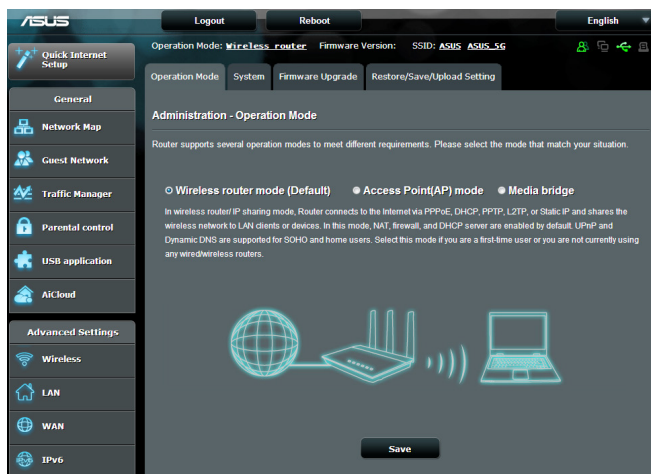 ASUS
Logout
Reboot
English
Quick Internet
Setup
Operation Mode: Wireless router Firmware Version: SSID: ASUS ASUS_5G
Operation Mode
System
Firmware Upgrade
Restore/Save/Upload Setting
General
Network Map
Guest Network
Traffic Manager
Parental control
USB application
AiCloud
Advanced Settings
Wireless
LAN
WAN
IPv6
Administration - Operation Mode
Router supports several operation modes to meet different requirements. Please select the mode that match your situation.
Wireless router mode (Default) Access Point(AP) mode Media bridge
In wireless router/ IP sharing mode, Router connects to the Internet via PPPoE, DHCP, PPTP, L2TP, or Static IP and shares the
wireless network to LAN clients or devices. In this mode, NAT, firewall, and DHCP server are enabled by default. UPnP and
Dynamic DNS are supported for SOHO and home users. Select this mode if you are a first-time user or you are not currently using
any wired/wireless routers.
Save